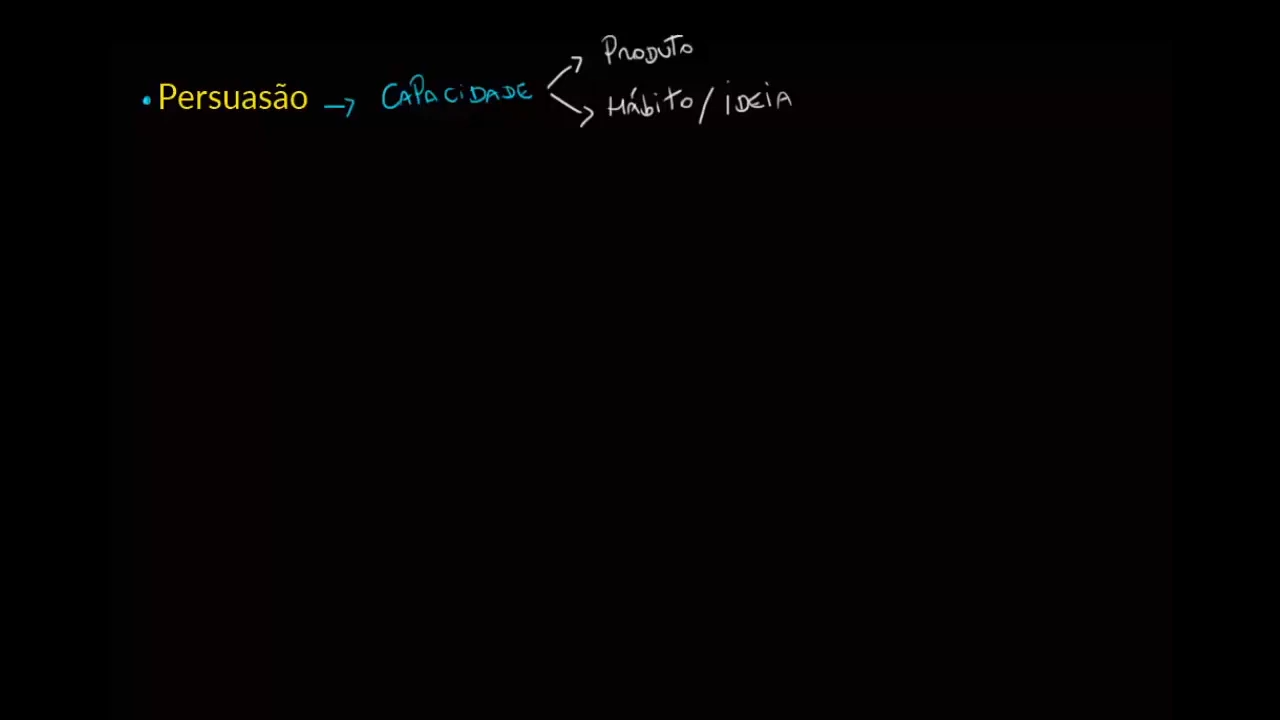 Produto
• Persuasão → Capacidade
Hábito / ideia